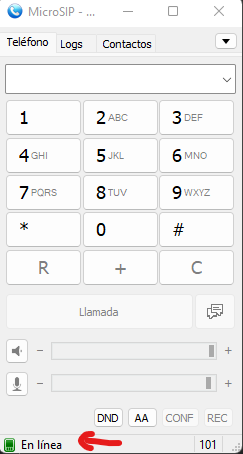 MicroSIP - ...
Teléfono Logs Contactos
1 2 ABC 3 DEF
4 GHI 5 JKL 6 MNO
7 PQRS 8 TUV 9 WXYZ
* 0 #
R + C
Llamada
- +
- +
DND AA CONF REC
En línea 101